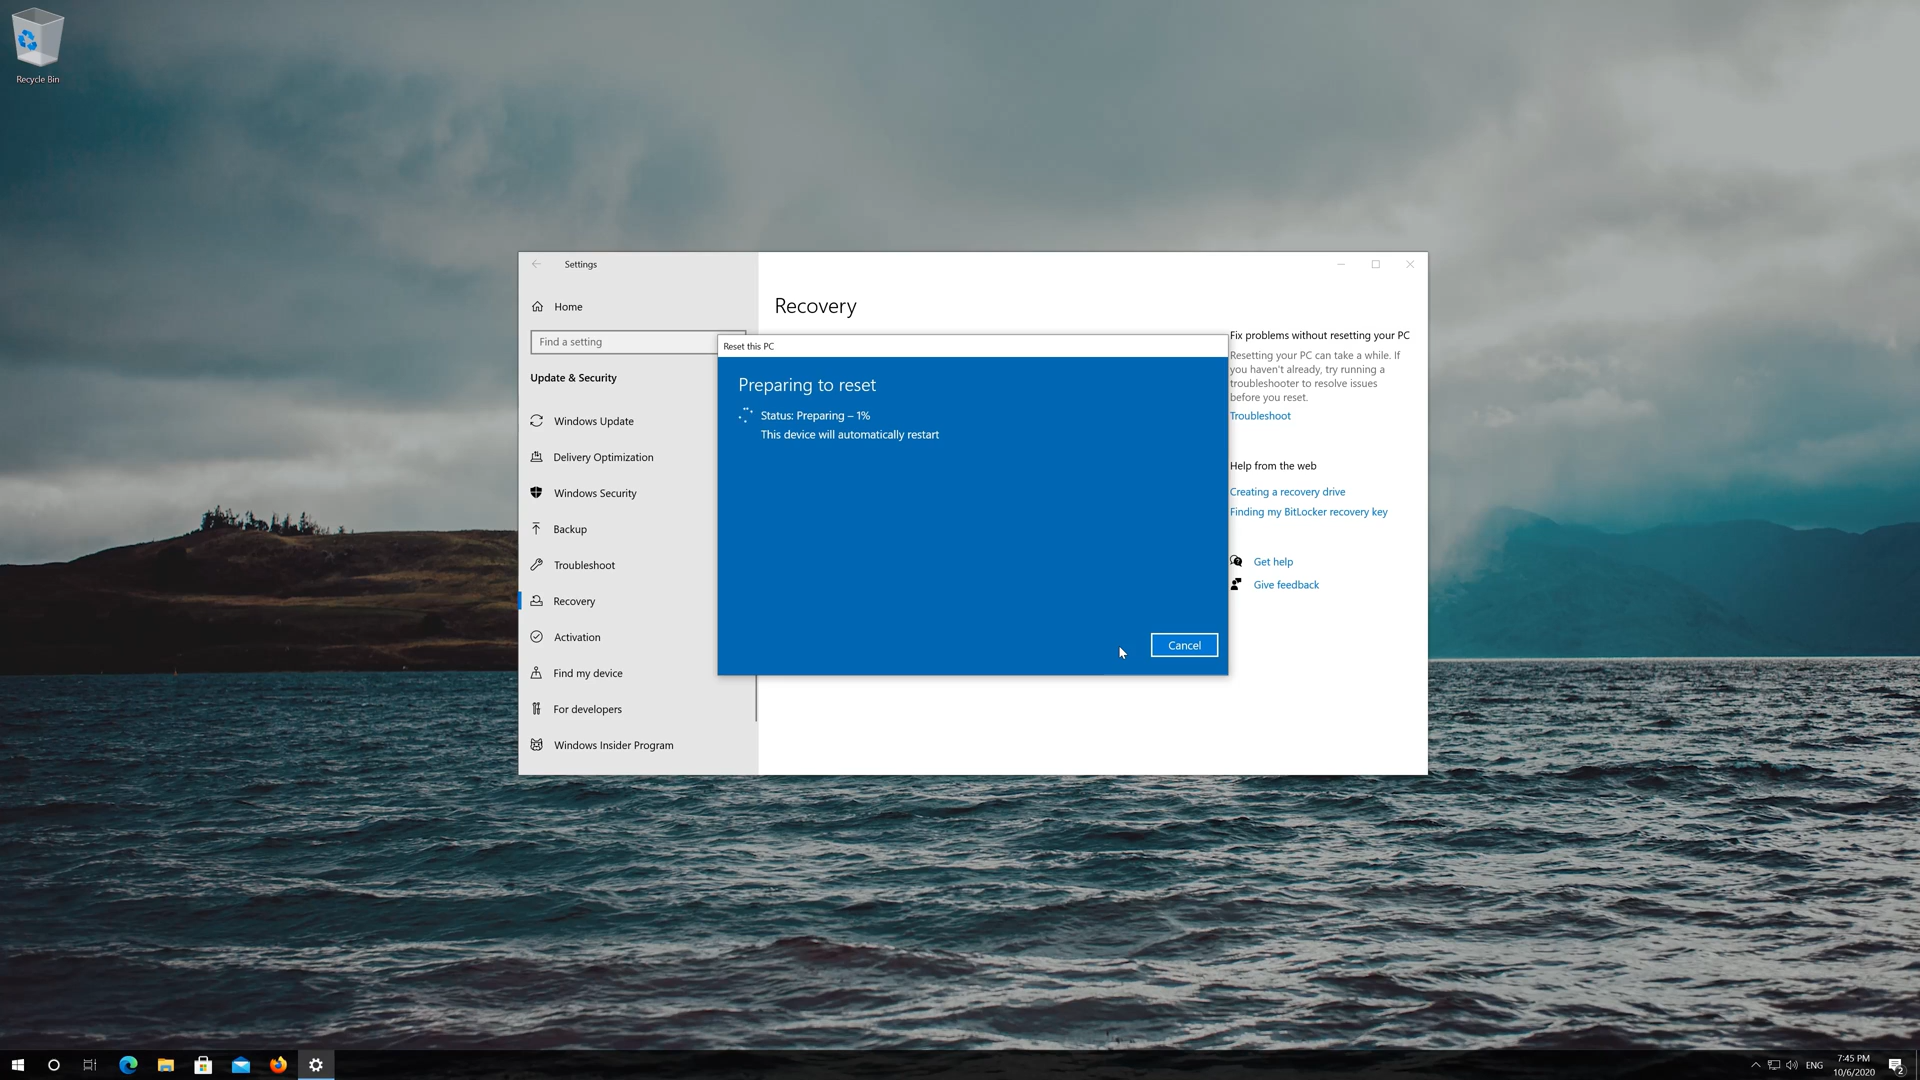 Recycle Bin
Settings
Home
Find a setting
Update & Security
Windows Update
Delivery Optimization
Windows Security
Backup
Troubleshoot
Recovery
Activation
Find my device
For developers
Windows Insider Program
Recovery
Reset this PC
Preparing to reset
Status: Preparing – 1%
This device will automatically restart
Cancel
Fix problems without resetting your PC
Resetting your PC can take a while. If
you haven't already, try running a
troubleshooter to resolve issues
before you reset.
Troubleshoot
Help from the web
Creating a recovery drive
Finding my BitLocker recovery key
Get help
Give feedback
ENG
7:45 PM
10/6/2020
2